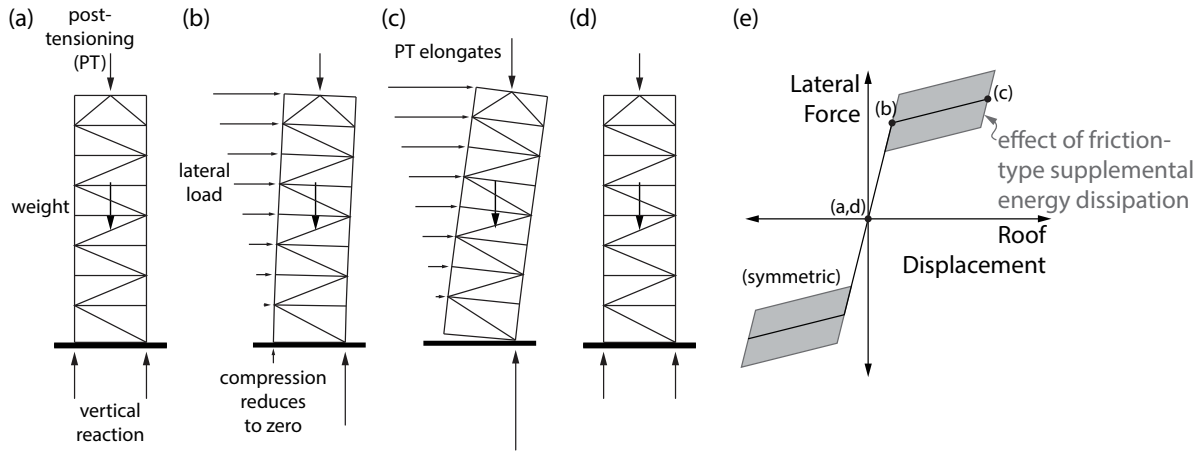 (a)
post-
tensioning
(PT)
weight
vertical
reaction
(b)
lateral
load
compression
reduces
to zero
(c)
PT elongates
(d)
(e)
Lateral
Force
(b)
(c)
effect of friction-
type supplemental
energy dissipation
(a,d)
Roof
Displacement
(symmetric)